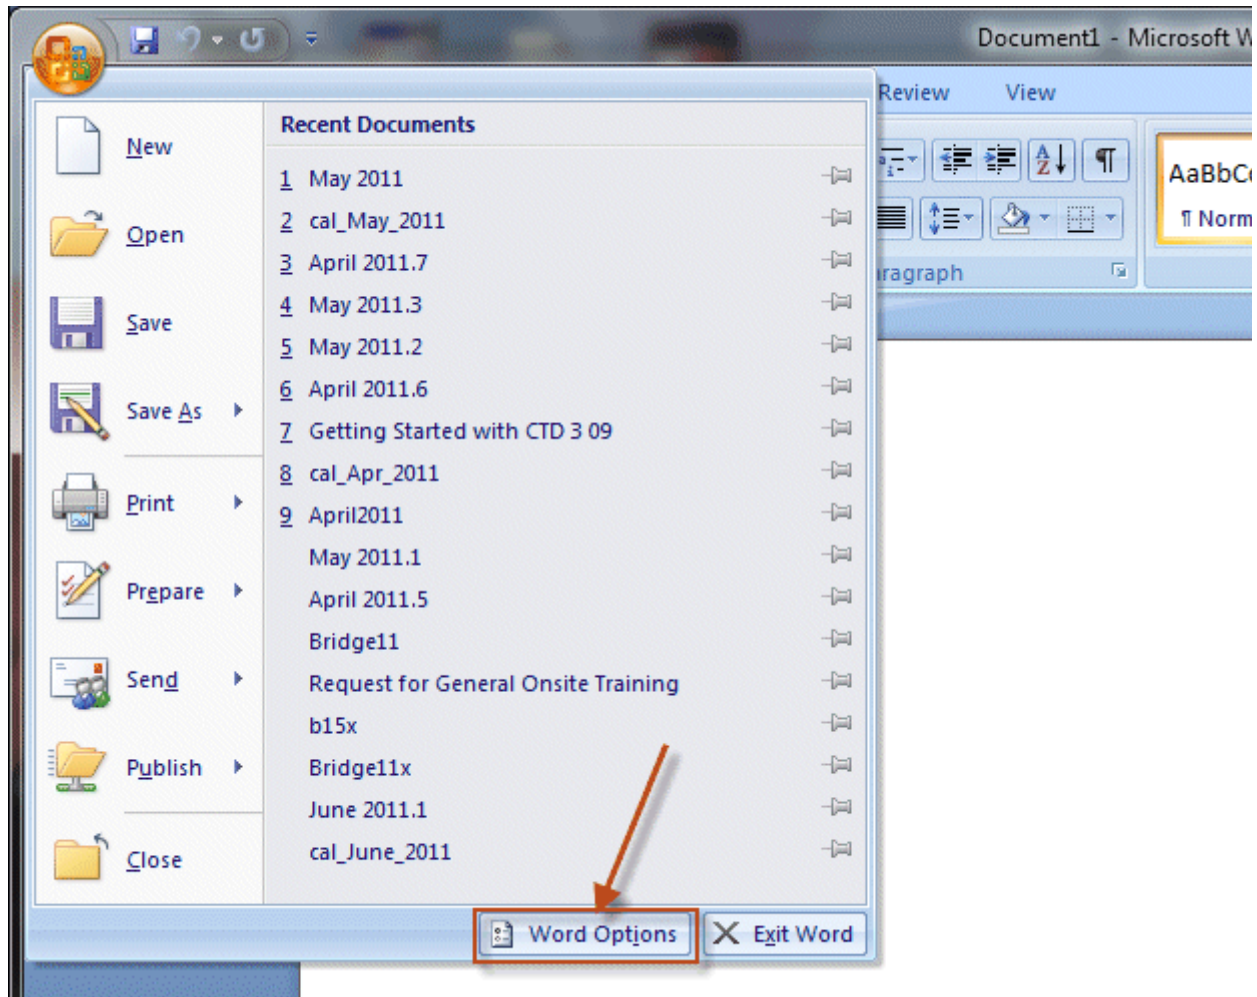 Document1 - Microsoft W
Review View
New
Open
Save
Save As
Print
Prepare
Send
Publish
Close
Recent Documents
1 May 2011
2 cal_May_2011
3 April 2011.7
4 May 2011.3
5 May 2011.2
6 April 2011.6
7 Getting Started with CTD 3 09
8 cal_Apr_2011
9 April2011
May 2011.1
April 2011.5
Bridge11
Request for General Onsite Training
b15x
Bridge11x
June 2011.1
cal_June_2011
Word Options
Exit Word
AaBbCc
¶ Norm
aragraph